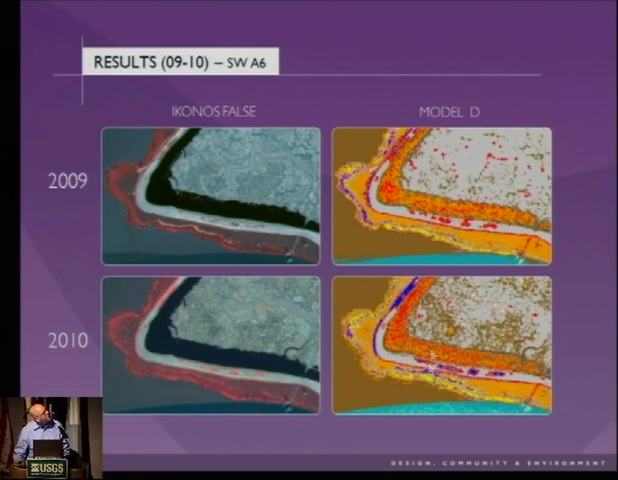 RESULTS (09-10) – SW A6
IKONOS FALSE
MODEL D
2009
2010
USGS
DESIGN, COMMUNITY & ENVIRONMENT